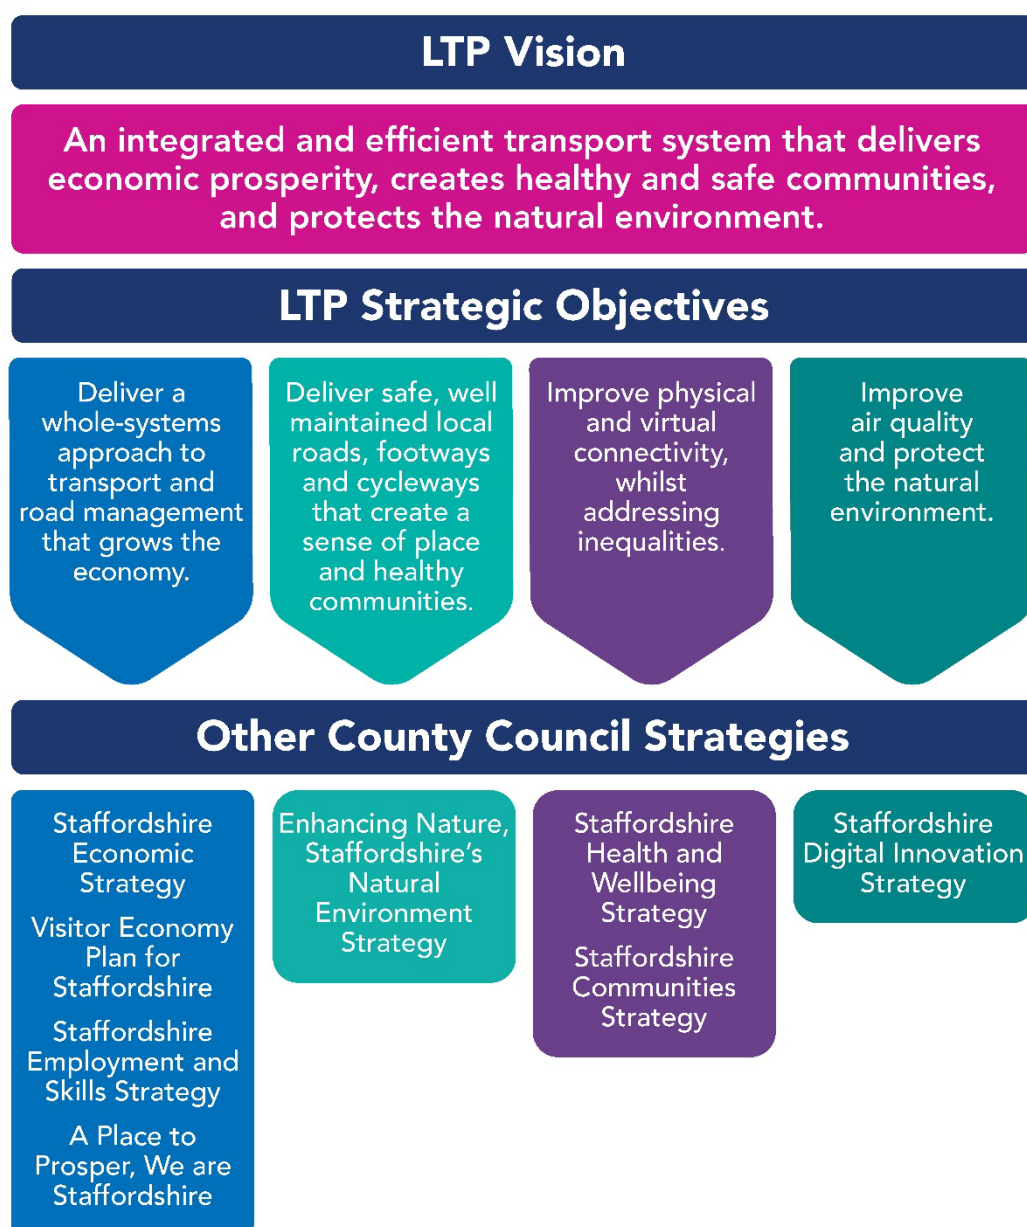 LTP Vision
An integrated and efficient transport system that delivers
economic prosperity, creates healthy and safe communities,
and protects the natural environment.
LTP Strategic Objectives
Deliver a
whole-systems
approach to
transport and
road management
that grows the
economy.
Deliver safe, well
maintained local
roads, footways
and cycleways
that create a
sense of place
and healthy
communities.
Improve physical
and virtual
connectivity,
whilst
addressing
inequalities.
Improve
air quality
and protect
the natural
environment.
Other County Council Strategies
Staffordshire
Economic
Strategy
Visitor Economy
Plan for
Staffordshire
Staffordshire
Employment and
Skills Strategy
A Place to
Prosper, We are
Staffordshire
Enhancing Nature,
Staffordshire’s
Natural
Environment
Strategy
Staffordshire
Health and
Wellbeing
Strategy
Staffordshire
Communities
Strategy
Staffordshire
Digital Innovation
Strategy